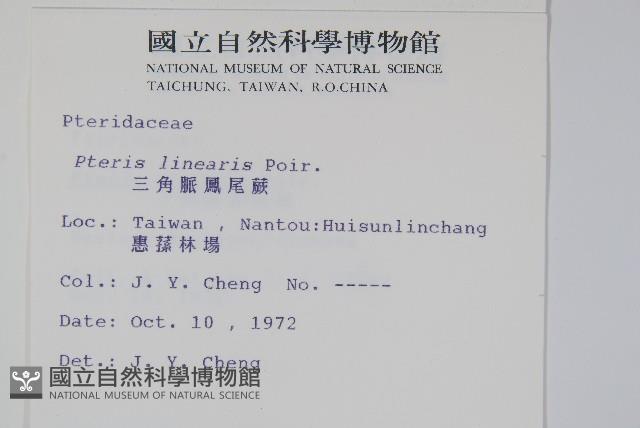 國立自然科學博物館
NATIONAL MUSEUM OF NATURAL SCIENCE
TAICHUNG, TAIWAN, R.O.CHINA
Pteridaceae
Pteris linearis Poir.
三角脈鳳尾蕨
Loc.: Taiwan , Nantou:Huisunlinchang
惠蓀林場
Col.: J. Y. Cheng No. -----
Date: Oct. 10 , 1972
Det.: J. Y. Cheng
國立自然科學博物館
NATIONAL MUSEUM OF NATURAL SCIENCE